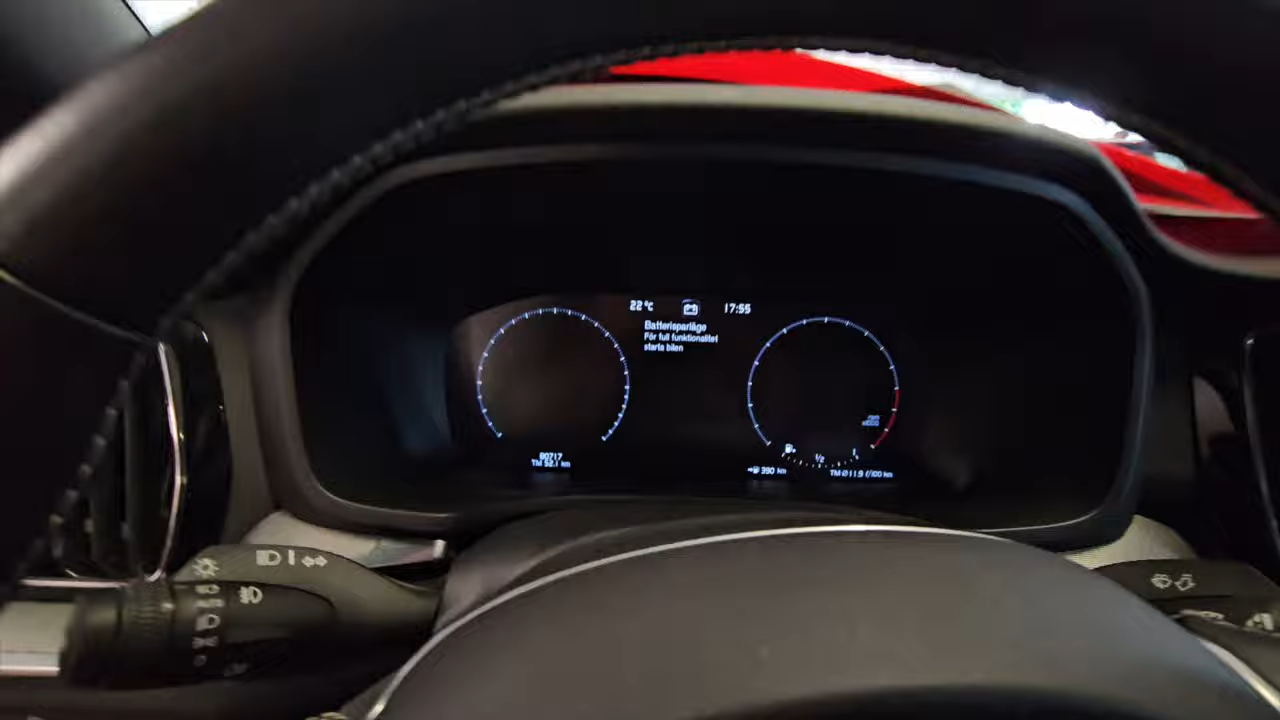 22°C 17:55
Batterisparläge
För full funktionalitet
starta bilen
80717
TM 52.1 km
1/2 1
390 km
TM Ø 11.9 l/100 km